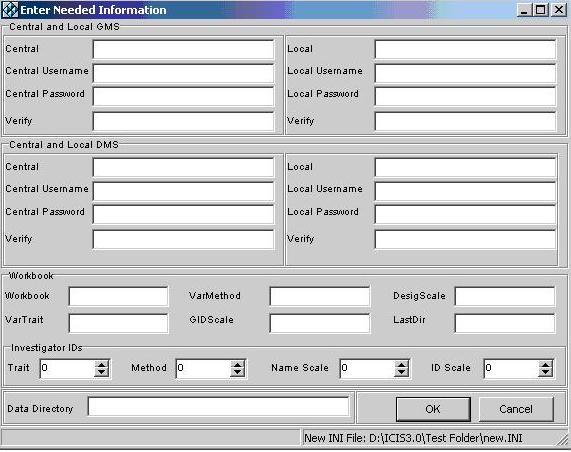 Enter Needed Information
Central and Local GMS
Central Local
Central Username Local Username
Central Password Local Password
Verify Verify
Central and Local DMS
Central Local
Central Username Local Username
Central Password Local Password
Verify Verify
Workbook
Workbook VarMethod DesigScale
VarTrait GIDScale LastDir
Investigator IDs
Trait 0 Method 0 Name Scale 0 ID Scale 0
Data Directory OK Cancel
New INI File: D:\ICIS3.0\Test Folder\new.INI